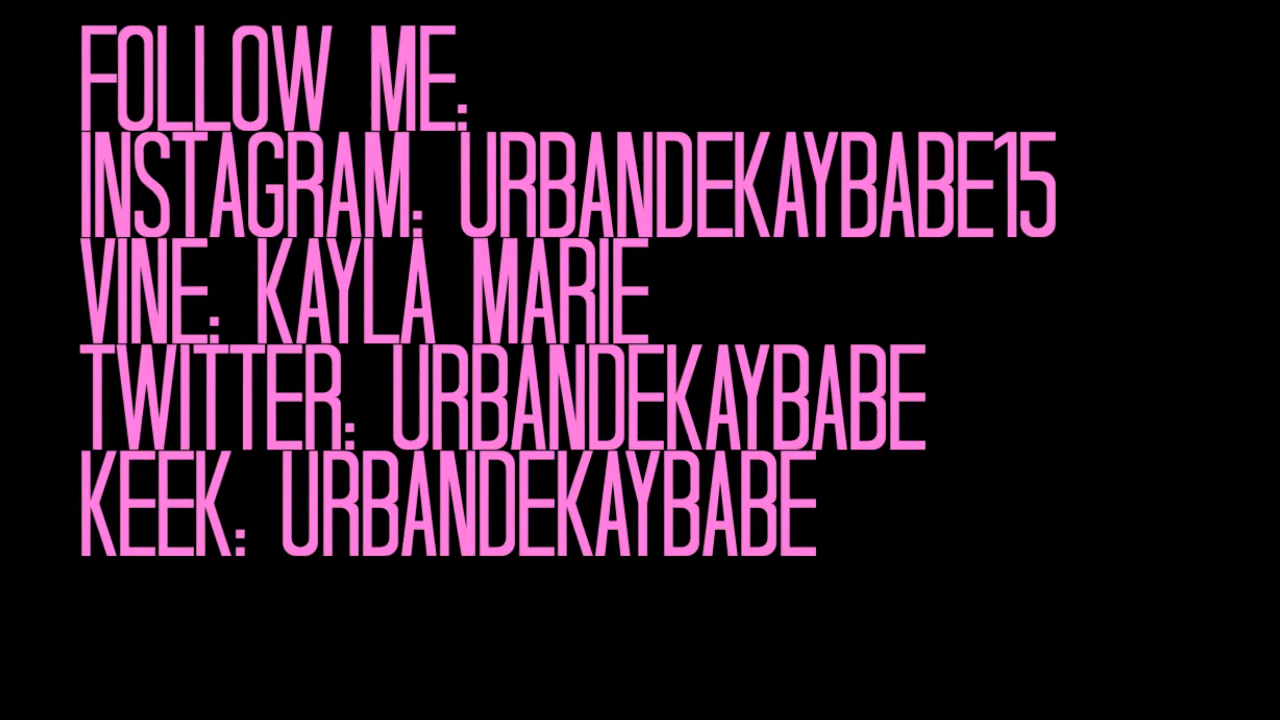 FOLLOW ME:
INSTAGRAM: URBANDEKAYBABE15
VINE: KAYLA MARIE
TWITTER: URBANDEKAYBABE
KEEK: URBANDEKAYBABE